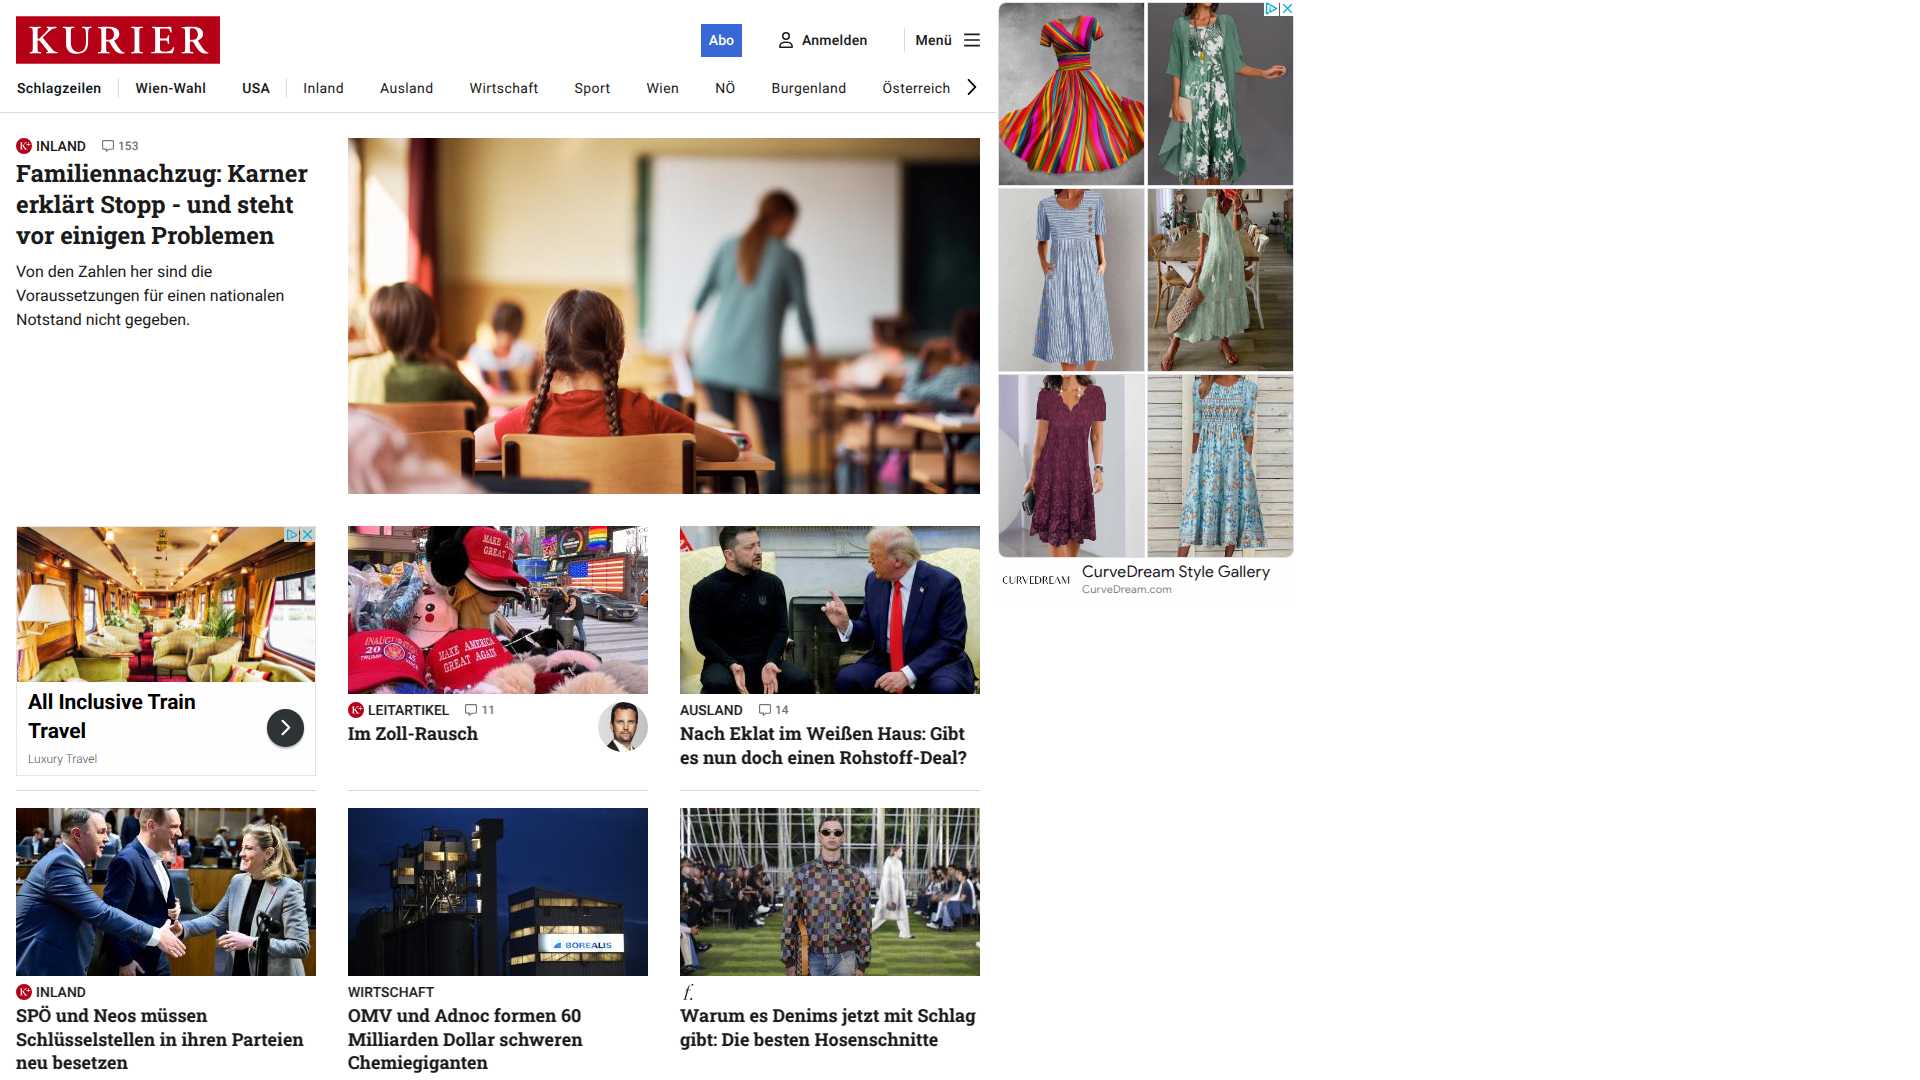 KURIER
Abo
Anmelden
Menü
Schlagzeilen
Wien-Wahl
USA
Inland
Ausland
Wirtschaft
Sport
Wien
NÖ
Burgenland
Österreich
K+ INLAND 153
Familiennachzug: Karner
erklärt Stopp - und steht
vor einigen Problemen
Von den Zahlen her sind die
Voraussetzungen für einen nationalen
Notstand nicht gegeben.
CURVEDREAM
CurveDream Style Gallery
CurveDream.com
All Inclusive Train
Travel
Luxury Travel
MAKE AMERICA
GREAT AGAIN
K+ LEITARTIKEL 11
Im Zoll-Rausch
AUSLAND 14
Nach Eklat im Weißen Haus: Gibt
es nun doch einen Rohstoff-Deal?
K+ INLAND
SPÖ und Neos müssen
Schlüsselstellen in ihren Parteien
neu besetzen
BOREALIS
WIRTSCHAFT
OMV und Adnoc formen 60
Milliarden Dollar schweren
Chemiegiganten
f.
Warum es Denims jetzt mit Schlag
gibt: Die besten Hosenschnitte